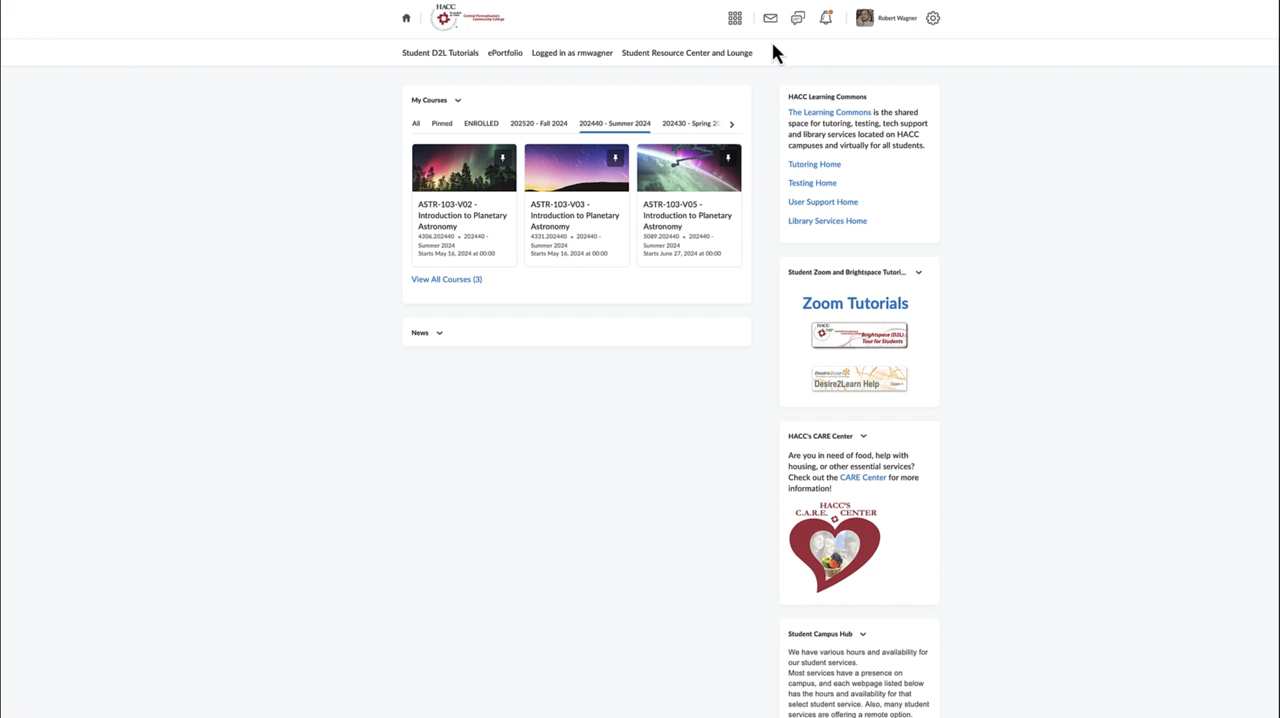 HACC
Central Pennsylvania's
Community College
Robert Wagner
Student D2L Tutorials ePortfolio Logged in as rmwagner Student Resource Center and Lounge
My Courses
All Pinned ENROLLED 202520 - Fall 2024 202440 - Summer 2024 202430 - Spring 20
ASTR-103-V02 -
Introduction to Planetary
Astronomy
4306.202440 • 202440 -
Summer 2024
Starts May 16, 2024 at 00:00
ASTR-103-V03 -
Introduction to Planetary
Astronomy
4331.202440 • 202440 -
Summer 2024
Starts May 16, 2024 at 00:00
ASTR-103-V05 -
Introduction to Planetary
Astronomy
5089.202440 • 202440 -
Summer 2024
Starts June 27, 2024 at 00:00
View All Courses (3)
News
HACC Learning Commons
The Learning Commons is the shared
space for tutoring, testing, tech support
and library services located on HACC
campuses and virtually for all students.
Tutoring Home
Testing Home
User Support Home
Library Services Home
Student Zoom and Brightspace Tutori...
Zoom Tutorials
HACC
Brightspace (D2L)
Tour for Students
Desire2Learn
Desire2Learn Help Open
HACC's CARE Center
Are you in need of food, help with
housing, or other essential services?
Check out the CARE Center for more
information!
HACC'S
C.A.R.E. CENTER
Student Campus Hub
We have various hours and availability for
our student services.
Most services have a presence on
campus, and each webpage listed below
has the hours and availability for that
select student service. Also, many student
services are offering a remote option.